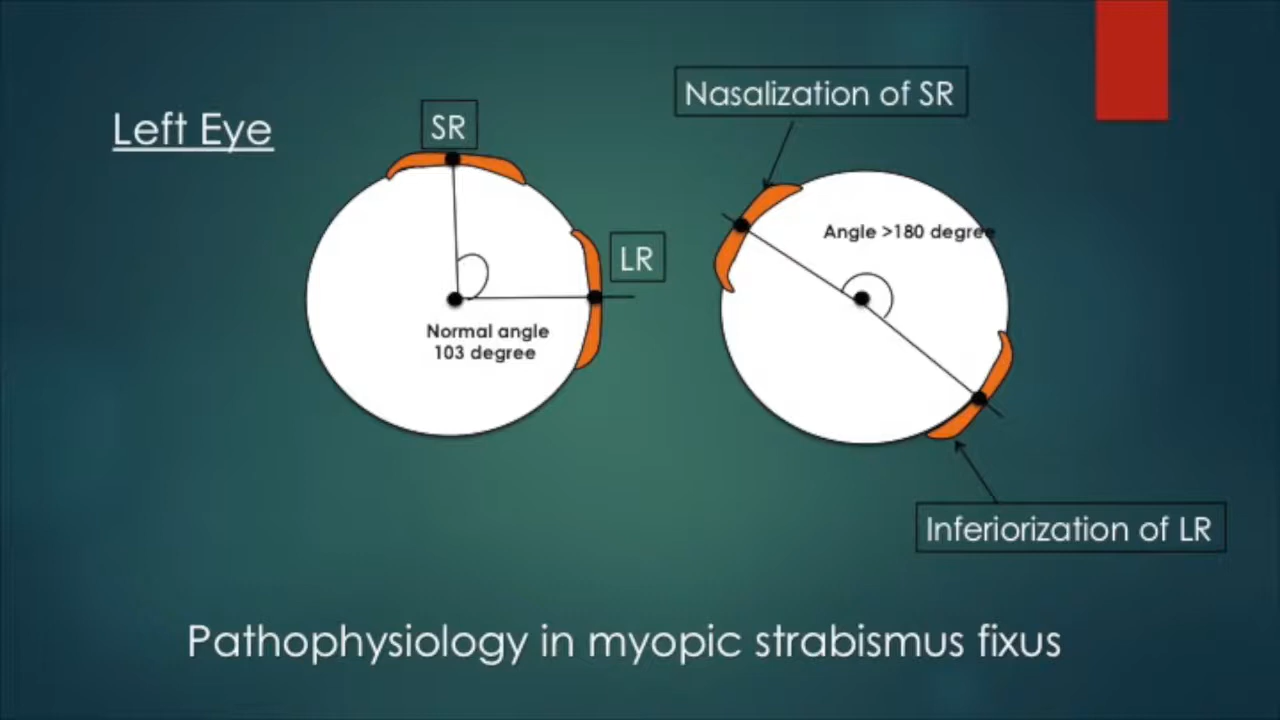 Left Eye
SR
LR
Normal angle
103 degree
Nasalization of SR
Angle >180 degree
Inferiorization of LR
Pathophysiology in myopic strabismus fixus